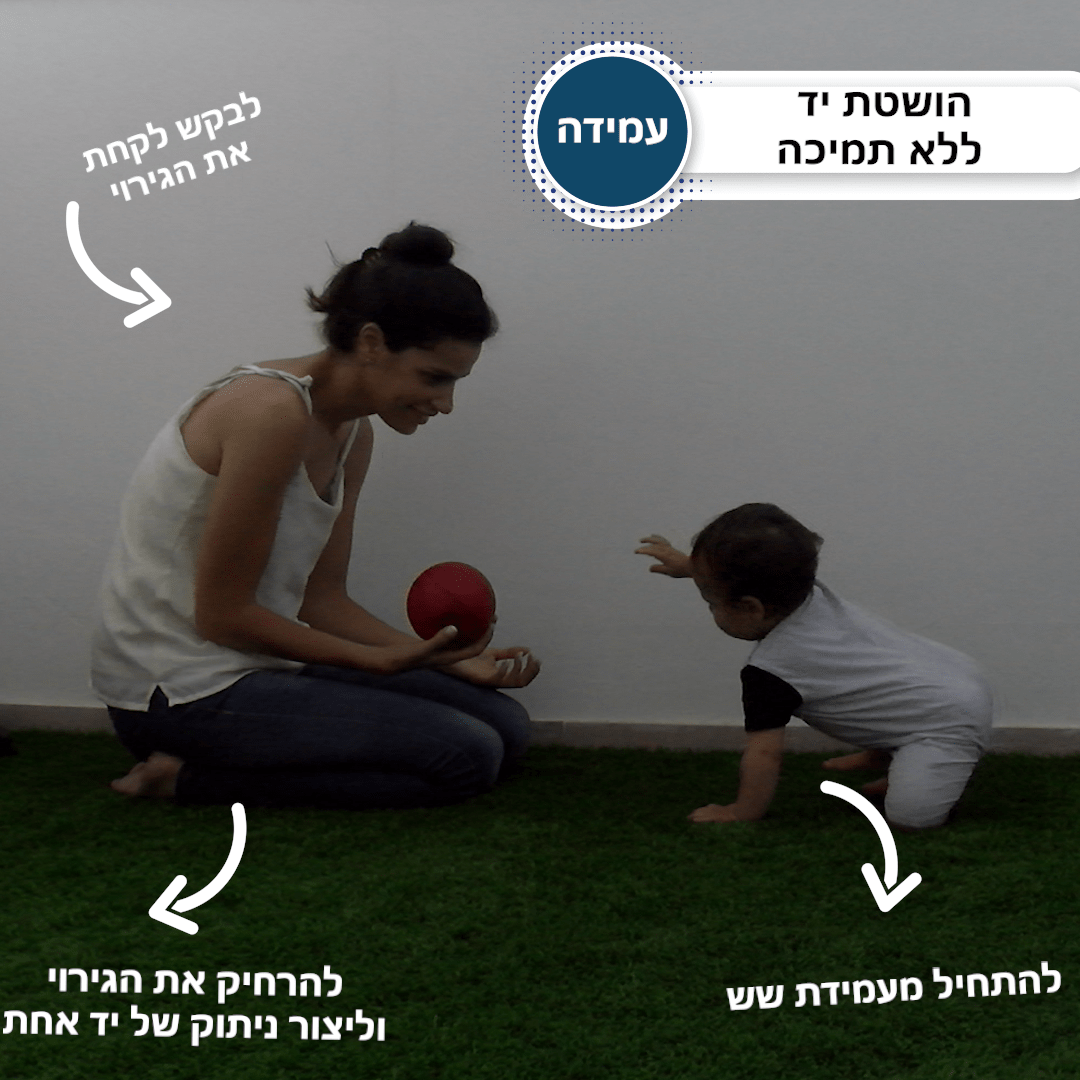 הושטת יד
ללא תמיכה
עמידה
לבקש לקחת
את הגירוי
להרחיק את הגירוי
וליצור ניתוק של יד אחת
להתחיל מעמידת שש